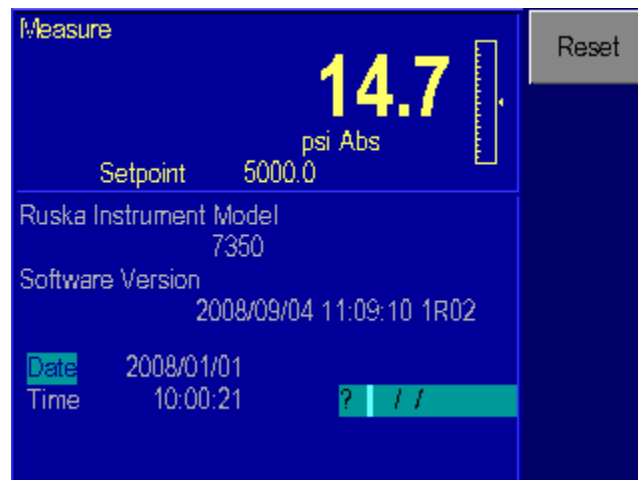 Measure
Reset
14.7
psi Abs
Setpoint 5000.0
Ruska Instrument Model
7350
Software Version
2008/09/04 11:09:10 1R02
Date 2008/01/01
Time 10:00:21 ? / /